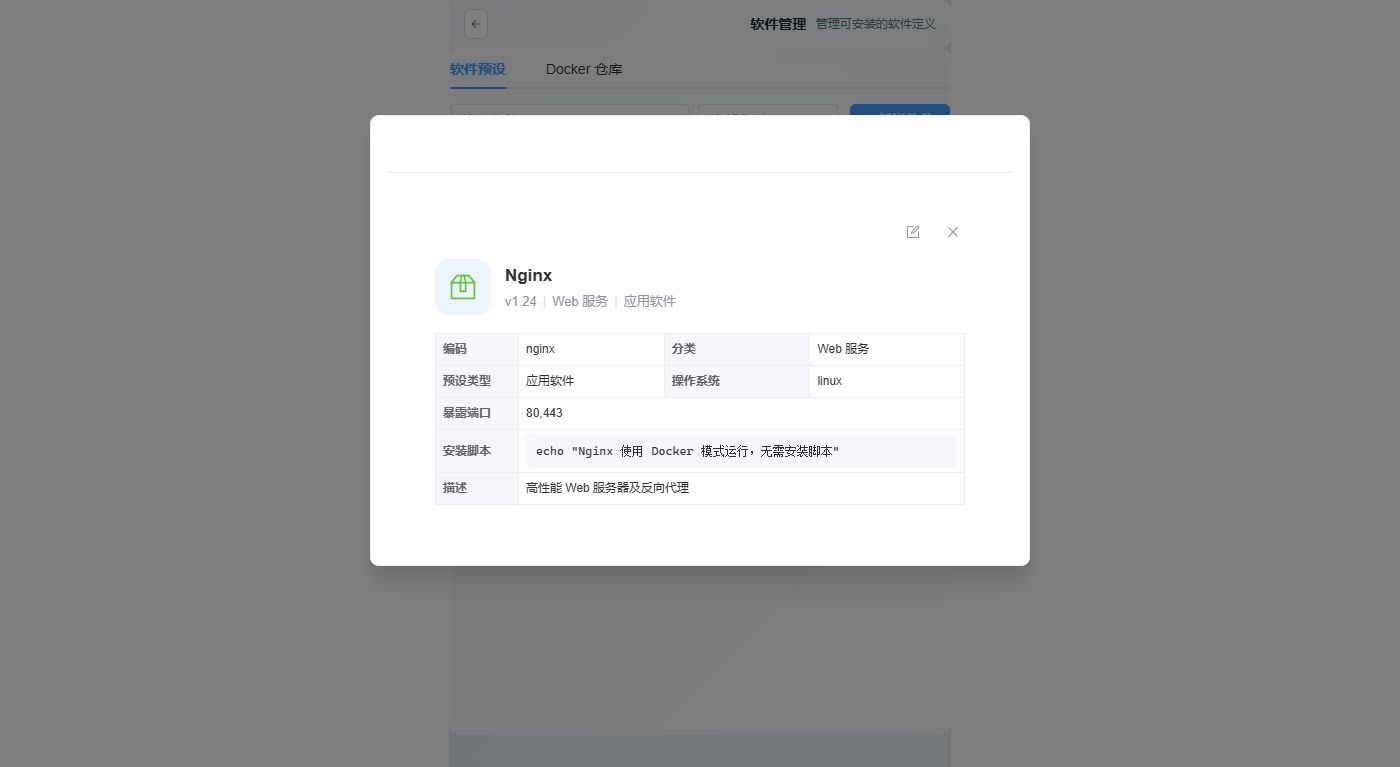 软件管理 管理可安装的软件定义
软件预设 Docker 仓库
Nginx
v1.24 | Web 服务 | 应用软件
编码 nginx 分类 Web 服务
预设类型 应用软件 操作系统 linux
暴露端口 80,443
安装脚本 echo "Nginx 使用 Docker 模式运行，无需安装脚本"
描述 高性能 Web 服务器及反向代理